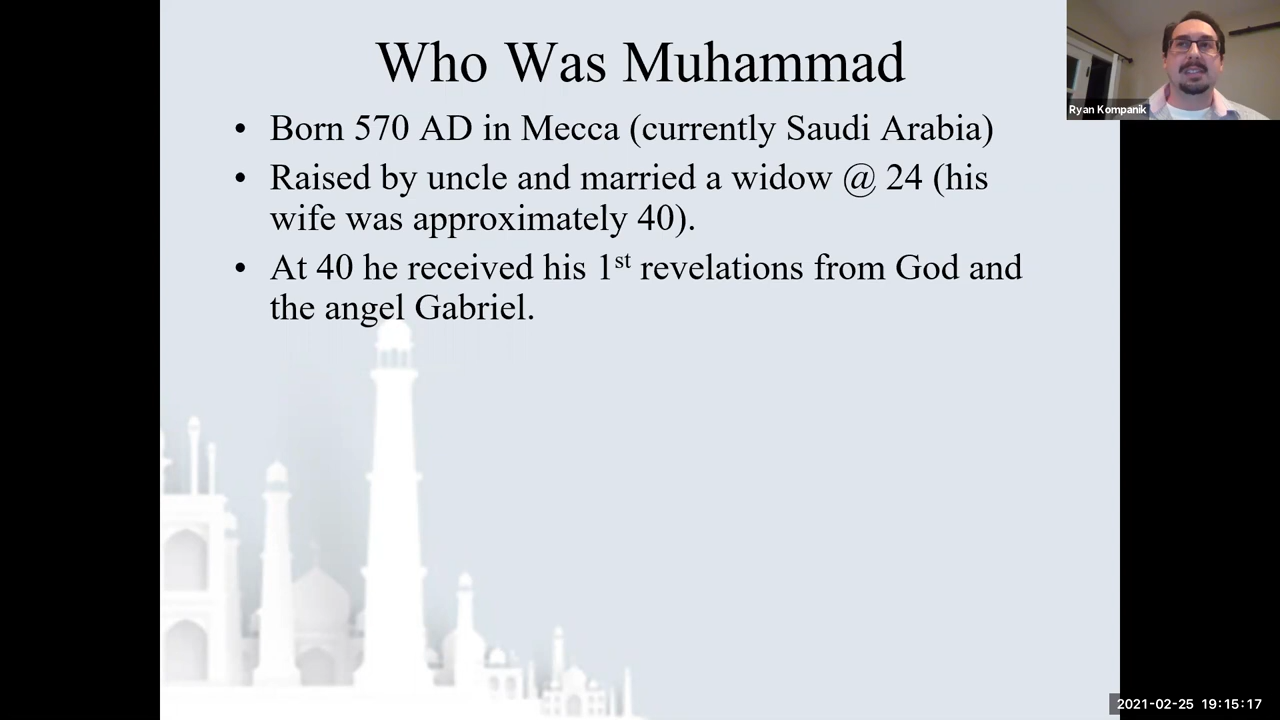 Who Was Muhammad
• Born 570 AD in Mecca (currently Saudi Arabia)
• Raised by uncle and married a widow @ 24 (his
wife was approximately 40).
• At 40 he received his 1st revelations from God and
the angel Gabriel.
Ryan Kompanik
2021-02-25 19:15:17